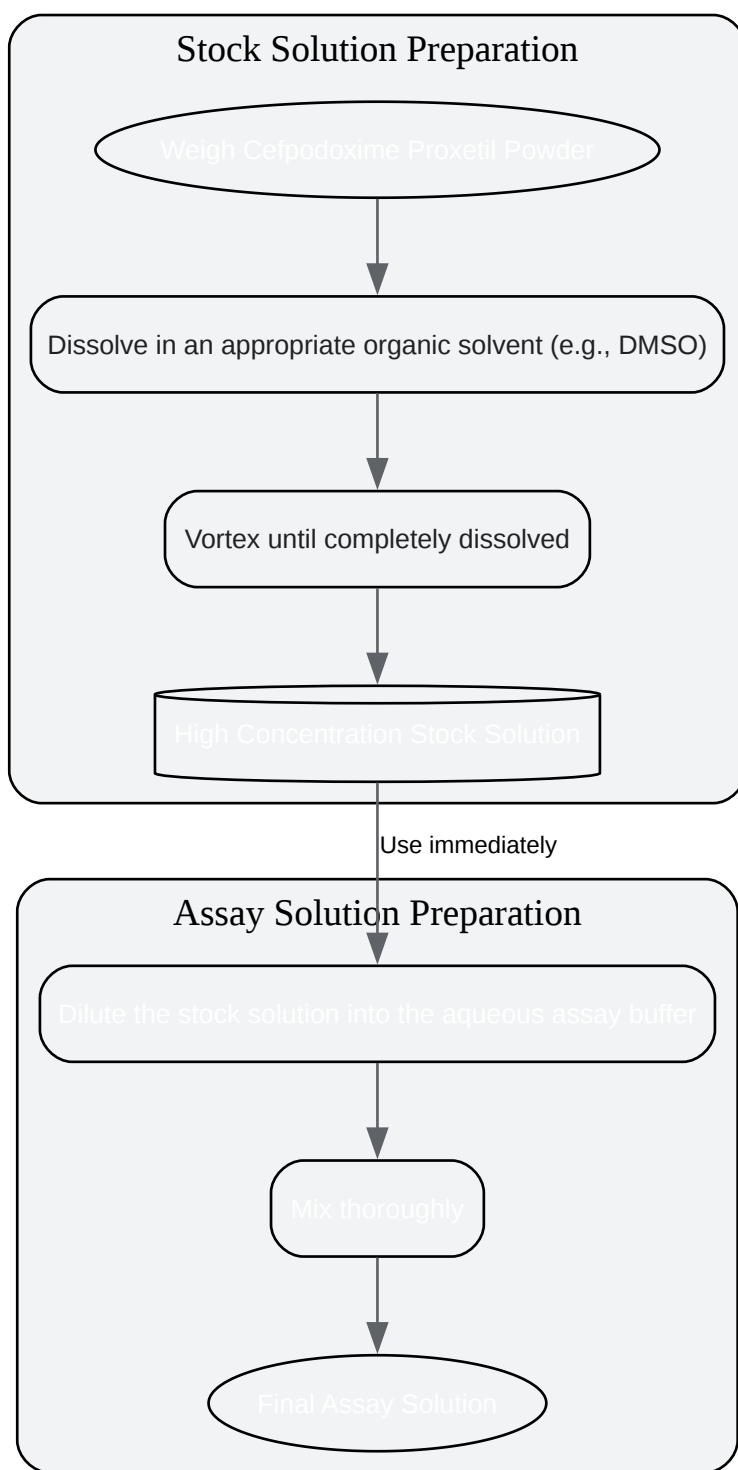 Stock Solution Preparation
Weigh Cefpodoxime Proxetil Powder
Dissolve in an appropriate organic solvent (e.g., DMSO)
Vortex until completely dissolved
High Concentration Stock Solution
Use immediately
Assay Solution Preparation
Dilute the stock solution into the aqueous assay buffer
Mix thoroughly
Final Assay Solution